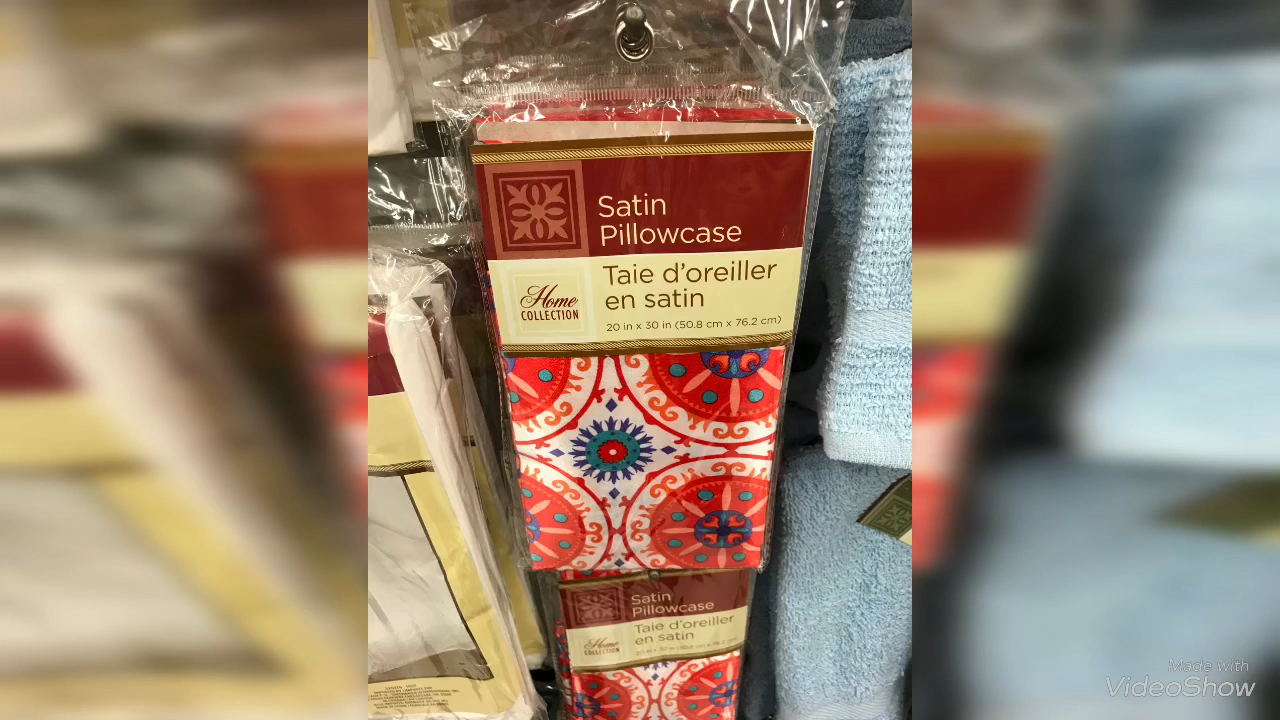 Satin
Pillowcase
Taie d'oreiller
en satin
Home
COLLECTION
20 in x 30 in (50.8 cm x 76.2 cm)
Satin
Pillowcase
Taie d'oreiller
en satin
Home
COLLECTION
Made with
VideoShow